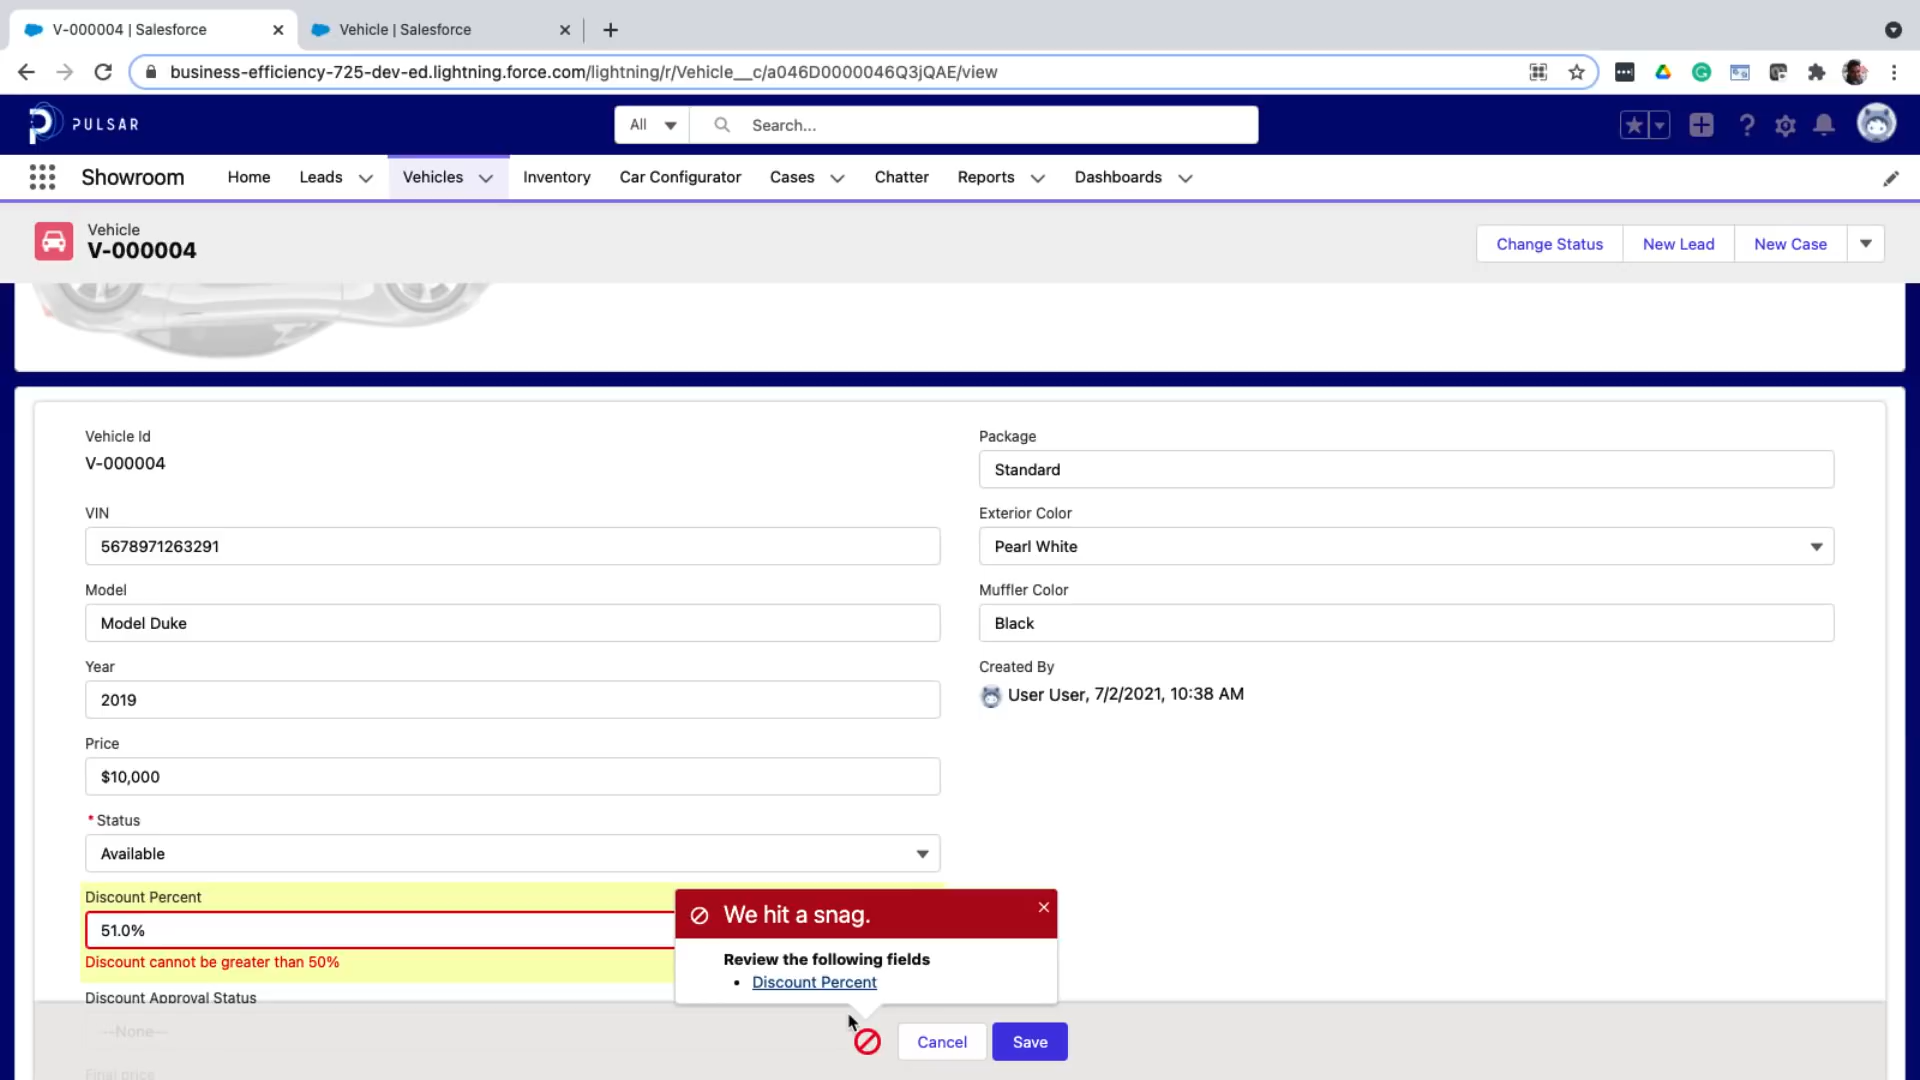 V-000004 | Salesforce
Vehicle | Salesforce
business-efficiency-725-dev-ed.lightning.force.com/lightning/r/Vehicle__c/a046D0000046Q3jQAE/view
PULSAR
All
Search...
Showroom
Home
Leads
Vehicles
Inventory
Car Configurator
Cases
Chatter
Reports
Dashboards
Vehicle
V-000004
Change Status
New Lead
New Case
Vehicle Id
V-000004
VIN
5678971263291
Model
Model Duke
Year
2019
Price
$10,000
* Status
Available
Discount Percent
51.0%
Discount cannot be greater than 50%
Discount Approval Status
--None--
Final price
Package
Standard
Exterior Color
Pearl White
Muffler Color
Black
Created By
User User, 7/2/2021, 10:38 AM
We hit a snag.
Review the following fields
• Discount Percent
Cancel
Save